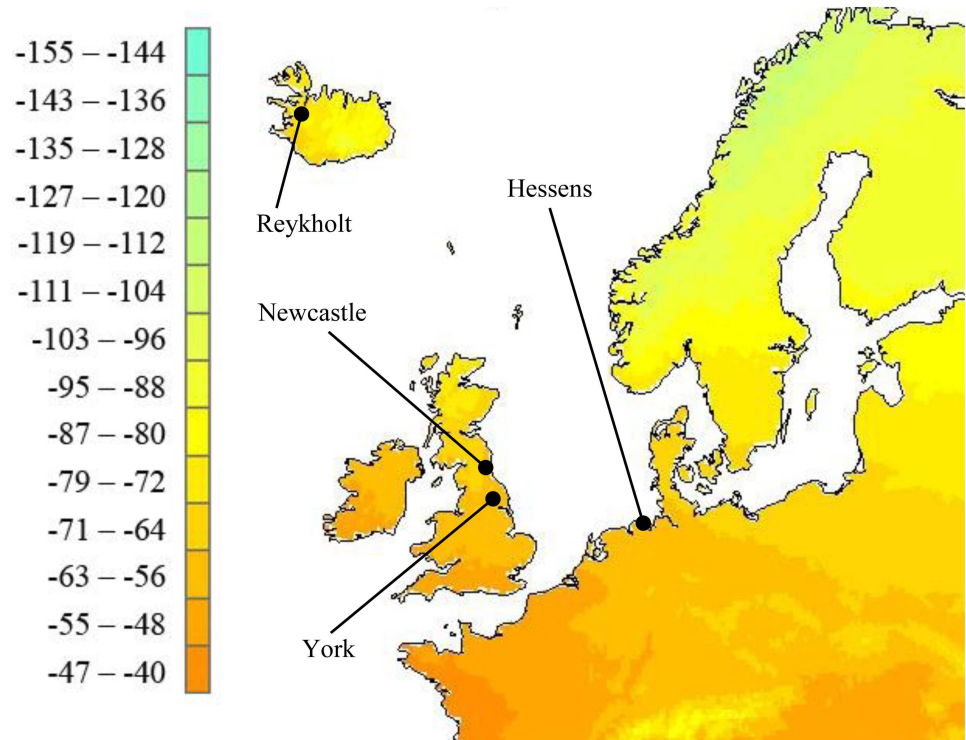 -155 – -144
-143 – -136
-135 – -128
-127 – -120
-119 – -112
-111 – -104
-103 – -96
-95 – -88
-87 – -80
-79 – -72
-71 – -64
-63 – -56
-55 – -48
-47 – -40
Reykholt
Hessens
Newcastle
York